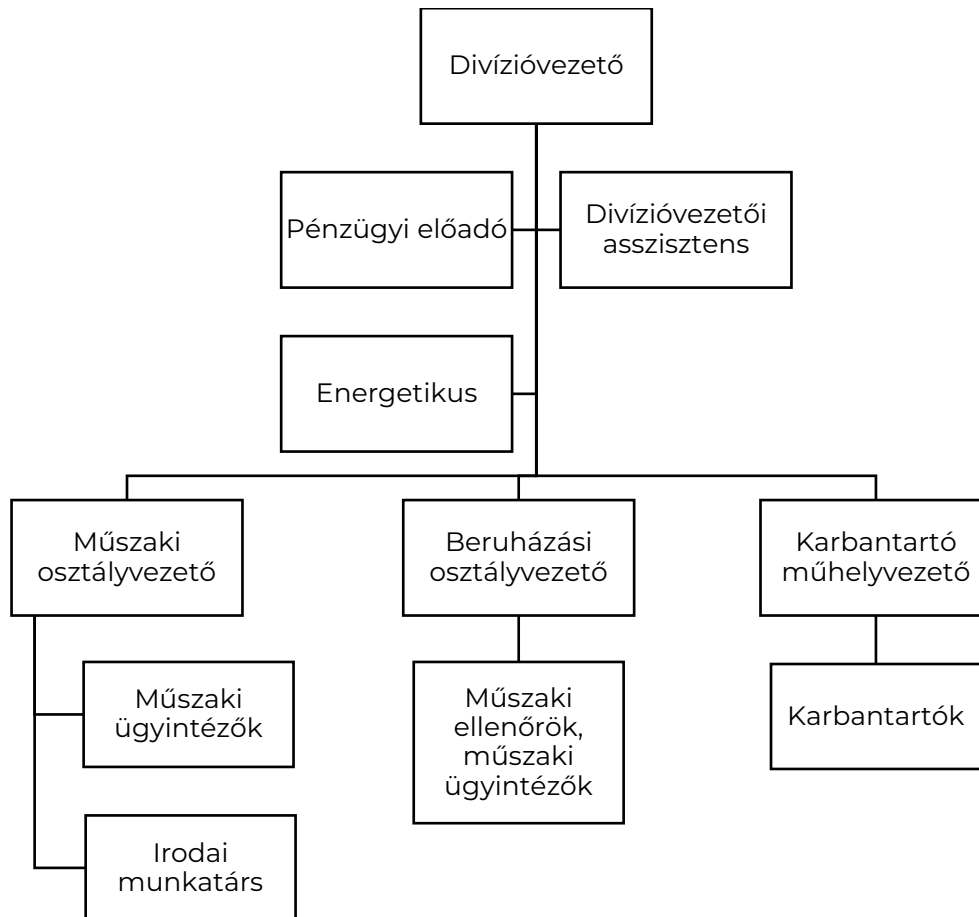 Divízióvezető
Pénzügyi előadó
Divízióvezetői
asszisztens
Energetikus
Műszaki
osztályvezető
Beruházási
osztályvezető
Karbantartó
műhelyvezető
Műszaki
ügyintézők
Műszaki
ellenőrök,
műszaki
ügyintézők
Karbantartók
Irodai
munkatárs